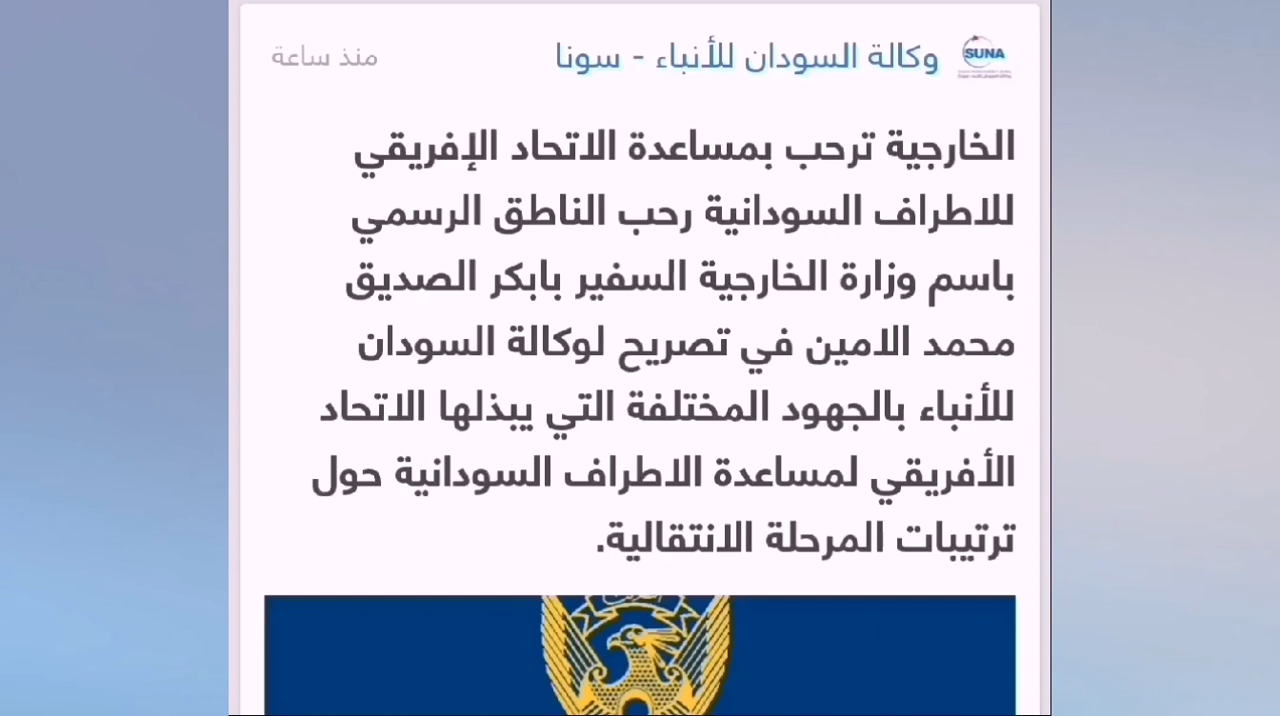 SUNA
وكالة السودان للأنباء - سونا
منذ ساعة
الخارجية ترحب بمساعدة الاتحاد الإفريقي
للاطراف السودانية رحب الناطق الرسمي
باسم وزارة الخارجية السفير بابكر الصديق
محمد الامين في تصريح لوكالة السودان
للأنباء بالجهود المختلفة التي يبذلها الاتحاد
الأفريقي لمساعدة الاطراف السودانية حول
ترتيبات المرحلة الانتقالية.